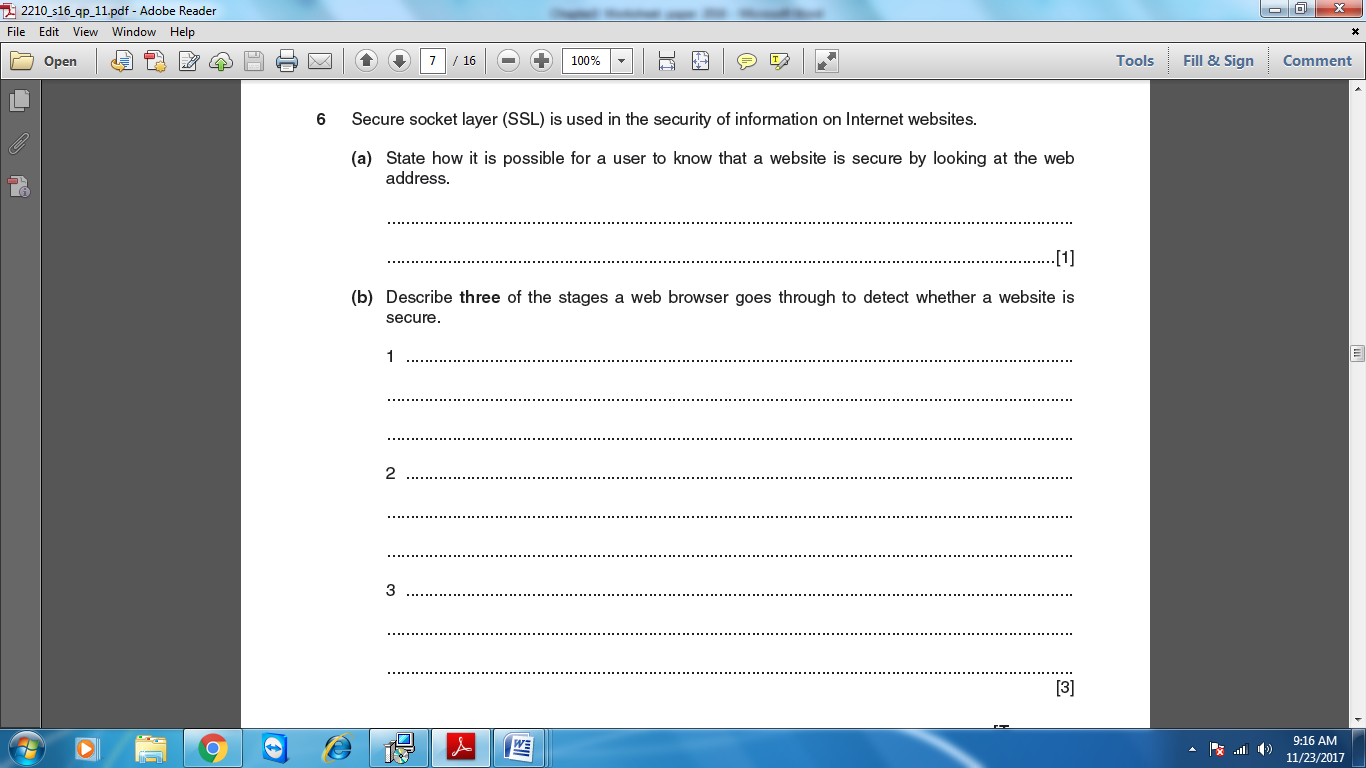 2210_s16_qp_11.pdf - Adobe Reader
File Edit View Window Help
Open 7 / 16 100% Tools Fill & Sign Comment
6 Secure socket layer (SSL) is used in the security of information on Internet websites.
(a) State how it is possible for a user to know that a website is secure by looking at the web
address.
[1]
(b) Describe three of the stages a web browser goes through to detect whether a website is
secure.
1
2
3
[3]
9:16 AM
11/23/2017